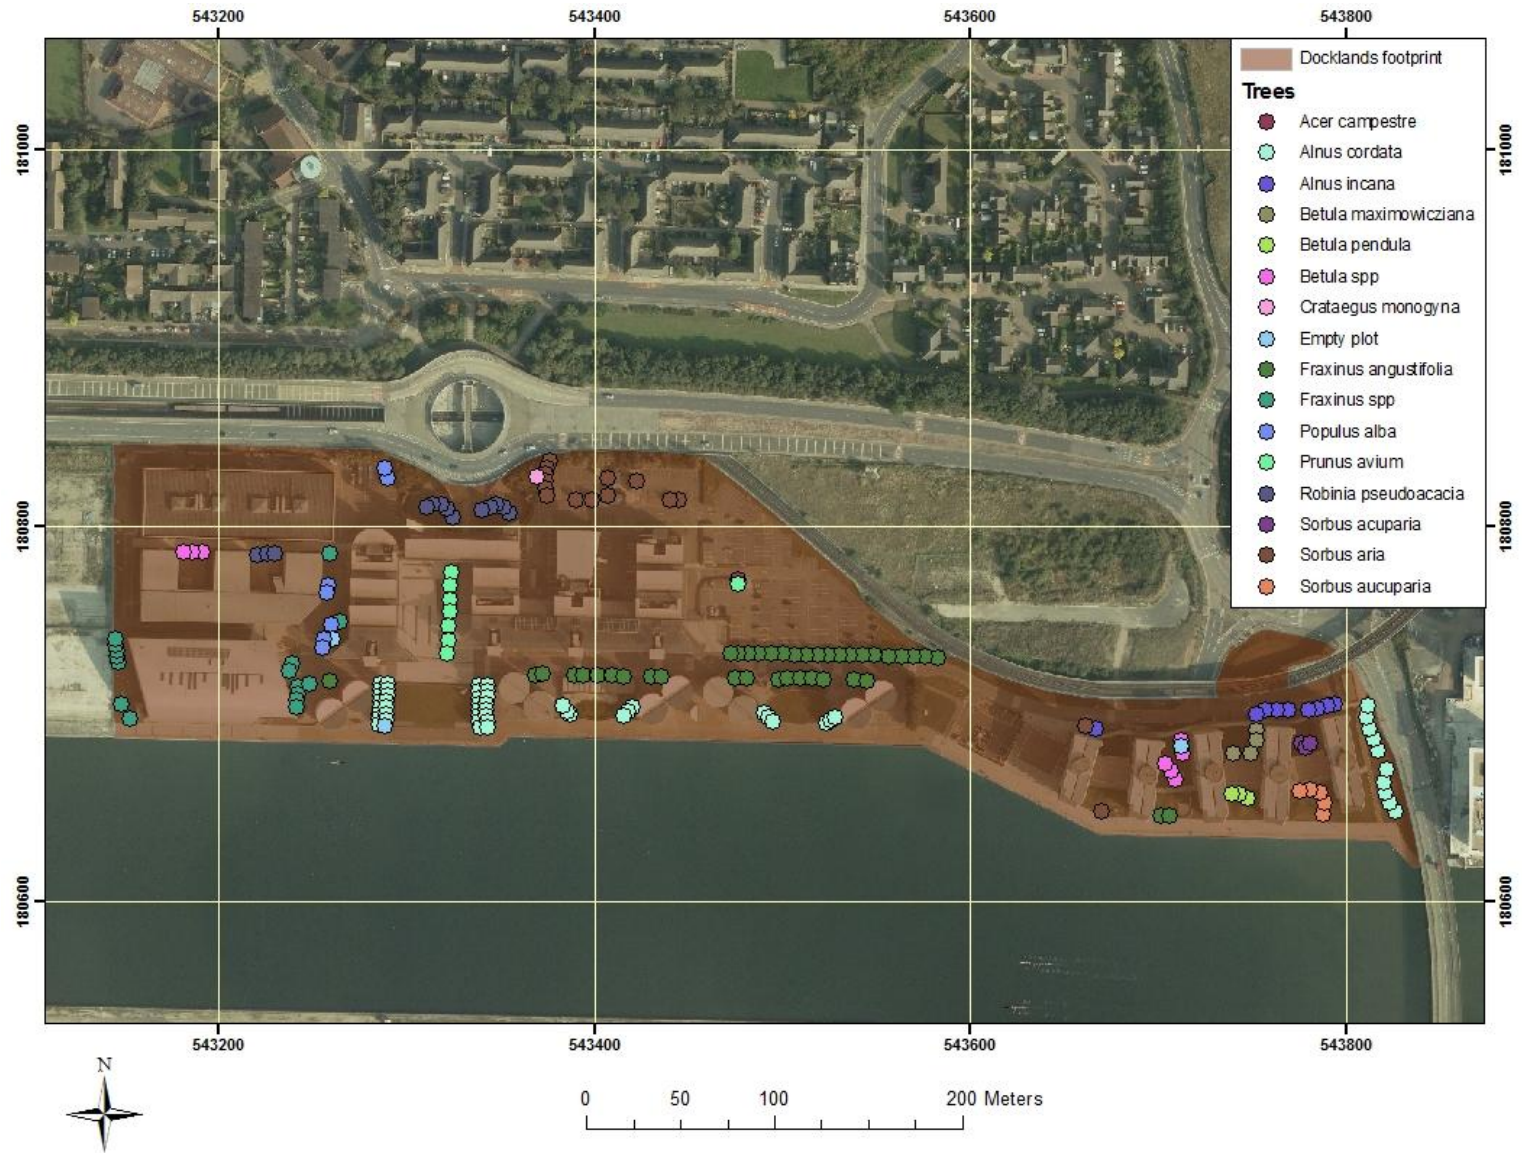 543200 543400 543600 543800
Docklands footprint
Trees
Acer campestre
Alnus cordata
Alnus incana
Betula maximowicziana
Betula pendula
Betula spp
Crataegus monogyna
Empty plot
Fraxinus angustifolia
Fraxinus spp
Populus alba
Prunus avium
Robinia pseudoacacia
Sorbus acuparia
Sorbus aria
Sorbus aucuparia
181000 181000
180800 180800
180600 180600
543200 543400 543600 543800
N
0 50 100 200 Meters